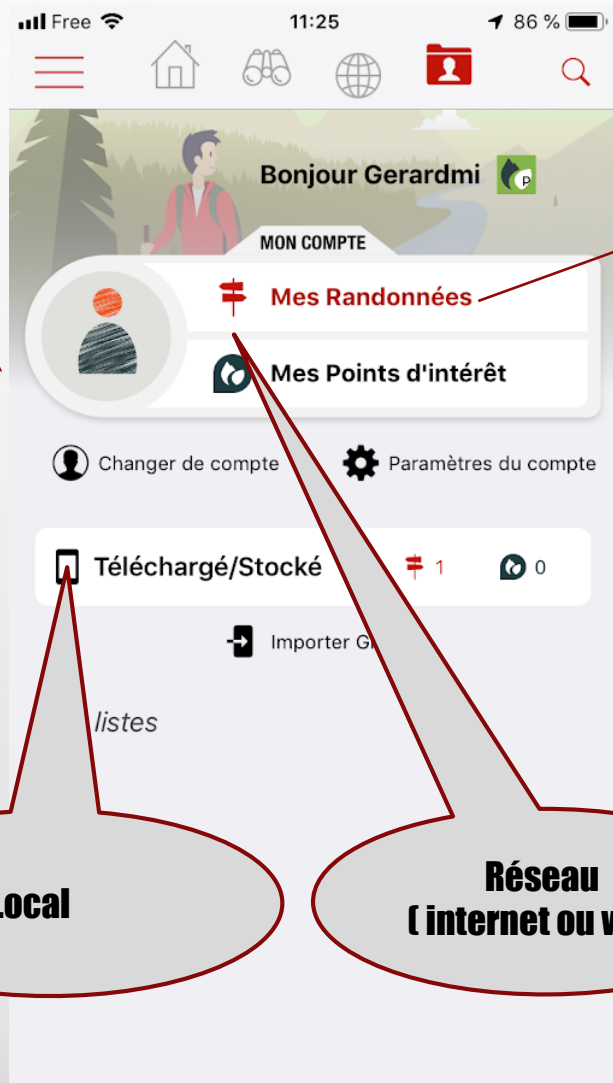 Free 11:25 86 %
Bonjour Gerardmi
P
MON COMPTE
Mes Randonnées
Mes Points d'intérêt
Changer de compte Paramètres du compte
Téléchargé/Stocké 1 0
Importer
listes
Local
Réseau
( internet ou